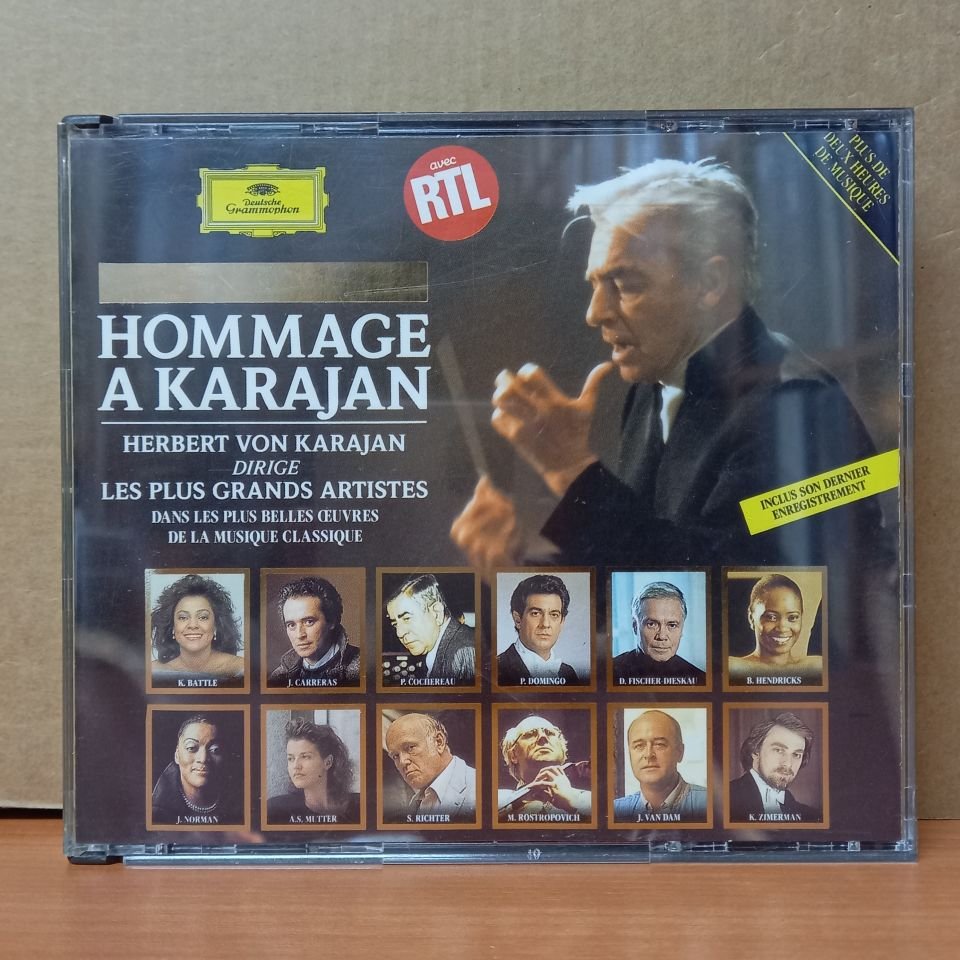 Deutsche
Grammophon
avec
RTL
PLUS DE
DEUX HEURES
DE MUSIQUE
HOMMAGE
A KARAJAN
HERBERT VON KARAJAN
DIRIGE
LES PLUS GRANDS ARTISTES
DANS LES PLUS BELLES ŒUVRES
DE LA MUSIQUE CLASSIQUE
INCLUS SON DERNIER
ENREGISTREMENT
K. BATTLE
J. CARRERAS
P. COCHEREAU
P. DOMINGO
D. FISCHER-DIESKAU
B. HENDRICKS
J. NORMAN
A.S. MUTTER
S. RICHTER
M. ROSTROPOVICH
J. VAN DAM
K. ZIMERMAN